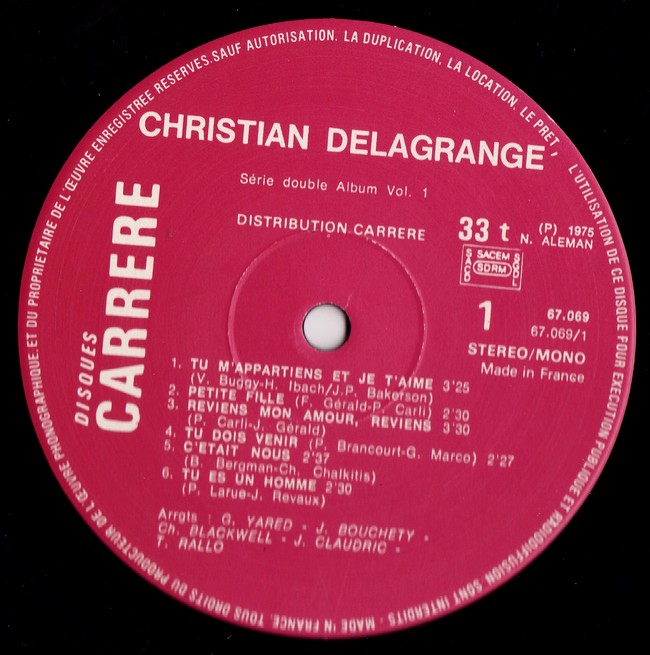 TOUS DROITS DU PRODUCTEUR DE L'ŒUVRE PHONOGRAPHIQUE.ET DU PROPRIETAIRE DE L'ŒUVRE ENREGISTREE RESERVES.SAUF AUTORISATION. LA DUPLICATION. LA LOCATION. LE PRET, L'UTILISATION DE CE DISQUE POUR EXECUTION PUBLIQUE ET RADIODIFFUSION SONT INTERDITS - MADE IN FRANCE.
CHRISTIAN DELAGRANGE
Série double Album Vol. 1
DISTRIBUTION CARRERE
33 t
(P) 1975
N. ALEMAN
SACD SACEM SDRM SGDL
DISQUES
CARRERE
1
67.069
67.069/1
STEREO/MONO
Made in France
1. TU M'APPARTIENS ET JE T'AIME 3'25
(V. Buggy-H. Ibach/J.P. Bakerson)
2. PETITE FILLE (F. Gérald-P. Carli) 2'30
3. REVIENS MON AMOUR, REVIENS 3'30
(P. Carli-J. Gérald)
4. TU DOIS VENIR (P. Brancourt-G. Marco) 2'27
5. C'ETAIT NOUS 2'37
(B. Bergman-Ch. Chalkitis)
6. TU ES UN HOMME 2'30
(P. Larue-J. Revaux)
Arrgts : G. YARED - J. BOUCHETY -
Ch. BLACKWELL - J. CLAUDRIC -
T. RALLO